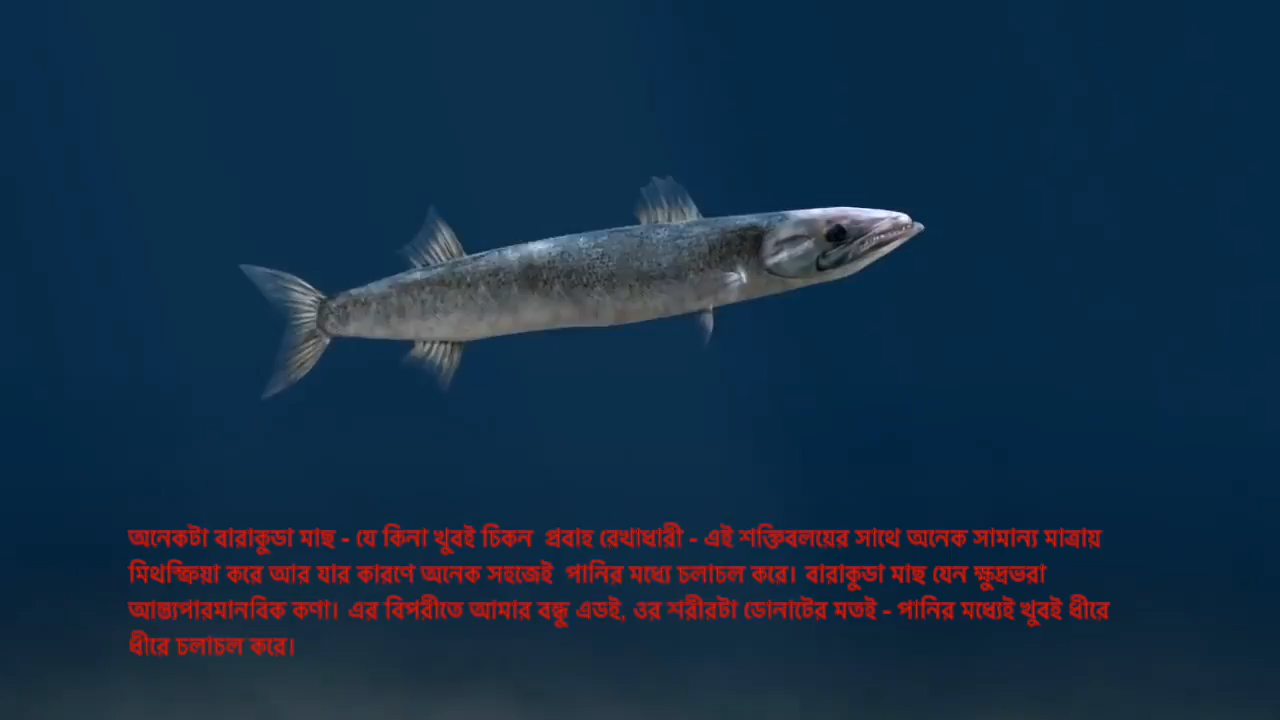 অনেকটা বারাকুডা মাছ - যে কিনা খুবই চিকন প্রবাহ রেখাধারী - এই শক্তিবলয়ের সাথে অনেক সামান্য মাত্রায়
মিথস্ক্রিয়া করে আর যার কারণে অনেক সহজেই পানির মধ্যে চলাচল করে। বারাকুডা মাছ যেন ক্ষুদ্রভরা
আন্ত্যপারমানবিক কণা। এর বিপরীতে আমার বন্ধু এডই, ওর শরীরটা ডোনাটের মতই - পানির মধ্যেই খুবই ধীরে
ধীরে চলাচল করে।